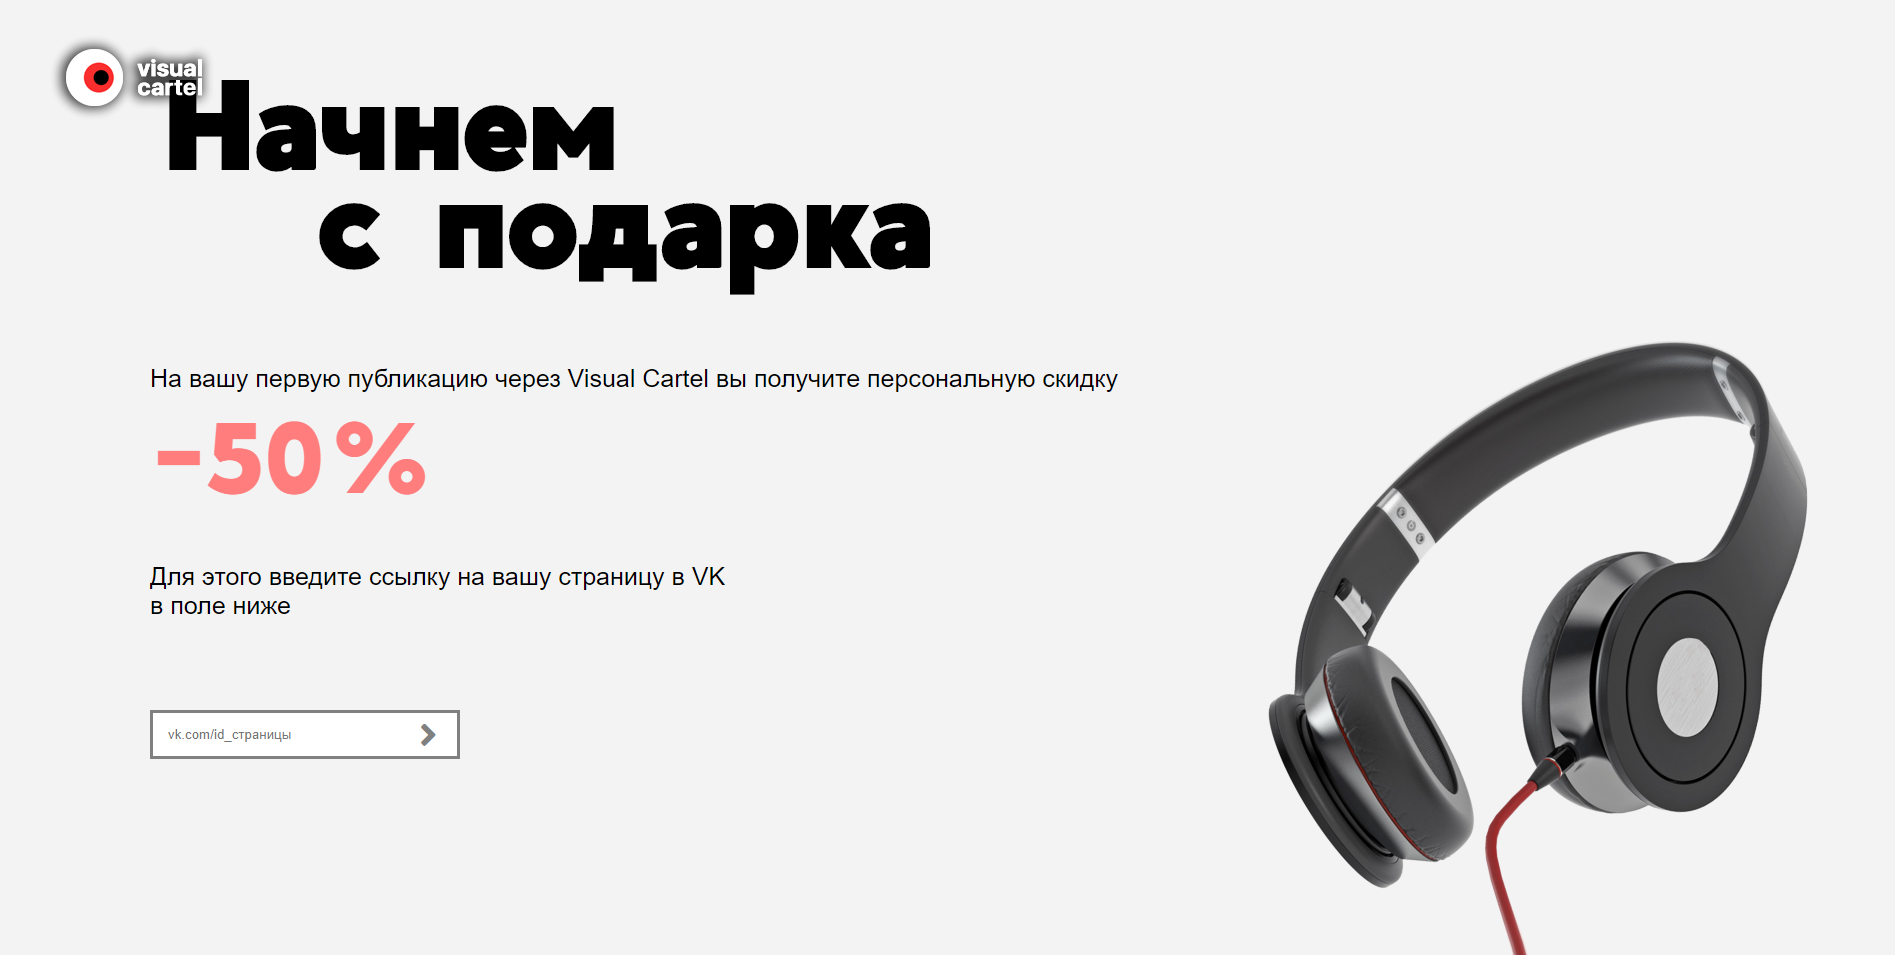 visual
cartel
Начнем
с подарка
На вашу первую публикацию через Visual Cartel вы получите персональную скидку
-50%
Для этого введите ссылку на вашу страницу в VK
в поле ниже
vk.com/id_страницы